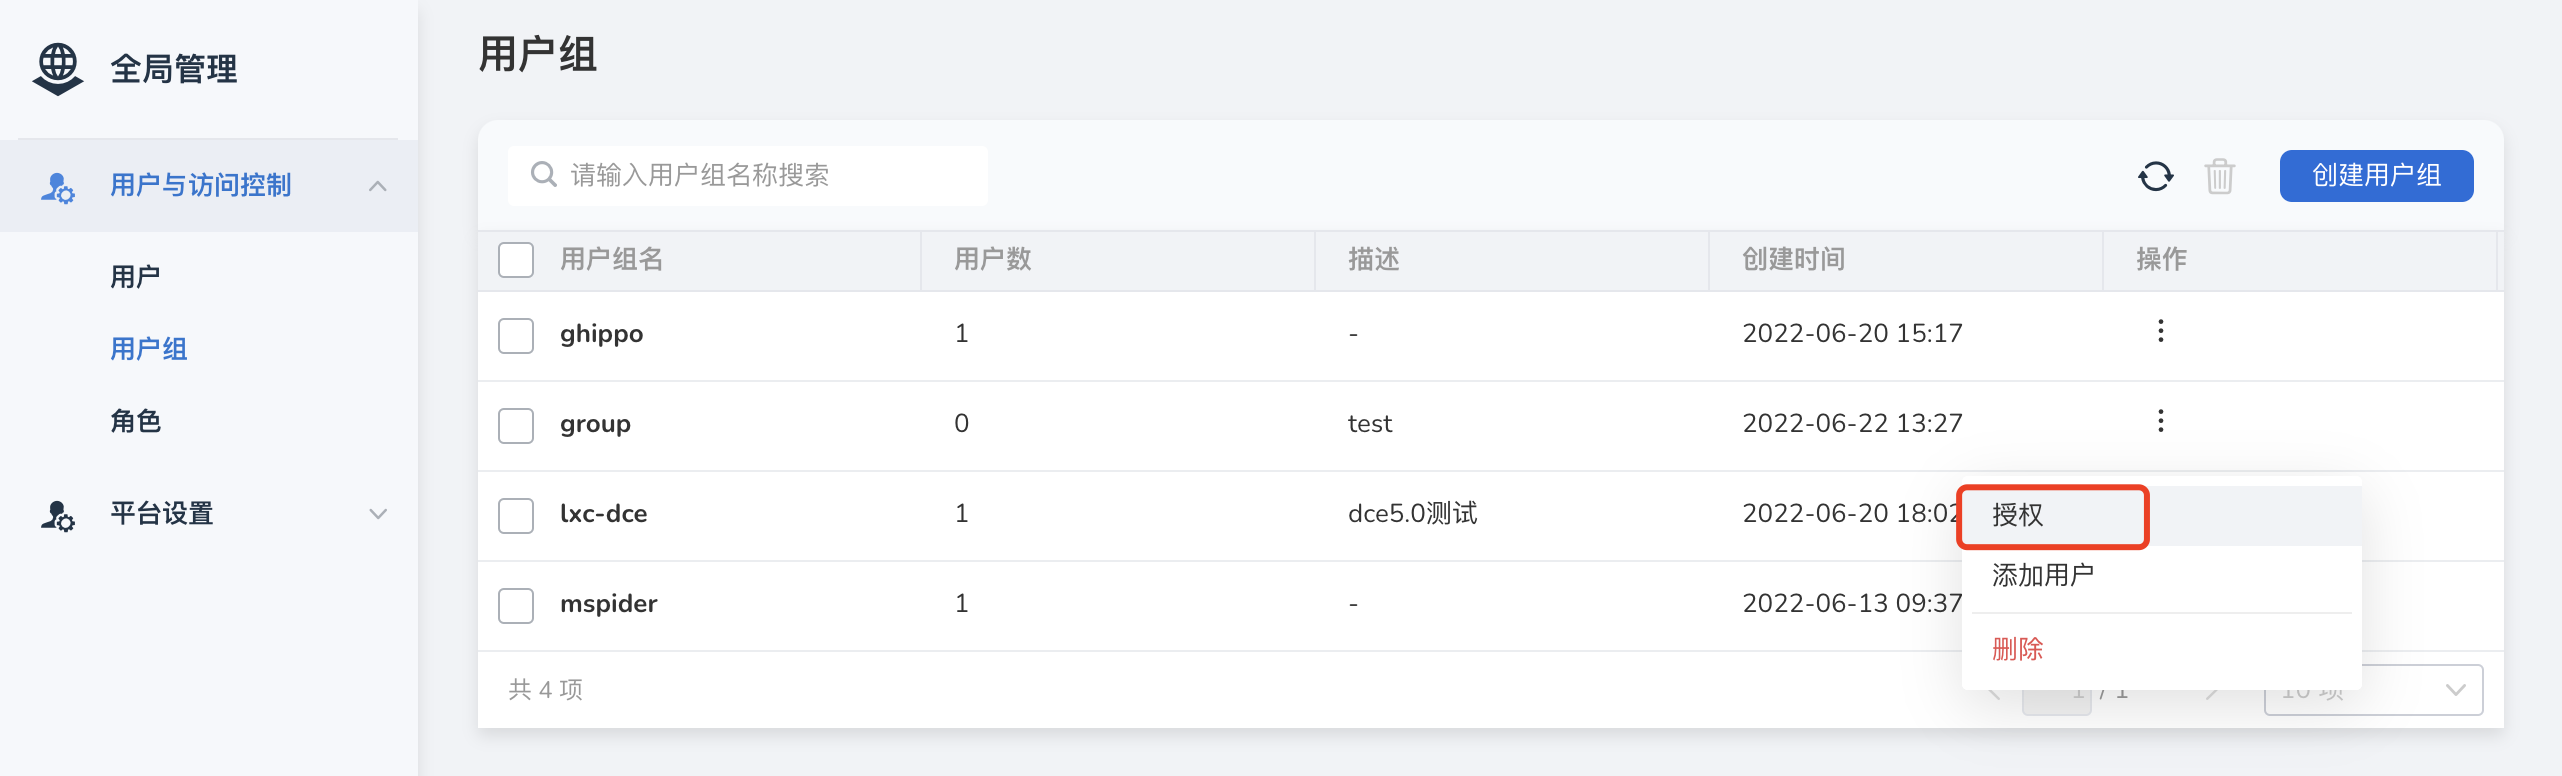 全局管理
用户与访问控制
用户
用户组
角色
平台设置
用户组
请输入用户组名称搜索
创建用户组
用户组名 用户数 描述 创建时间 操作
ghippo 1 - 2022-06-20 15:17
group 0 test 2022-06-22 13:27
lxc-dce 1 dce5.0测试 2022-06-20 18:02
mspider 1 - 2022-06-13 09:37
授权
添加用户
删除
共 4 项
1 / 1
10 项